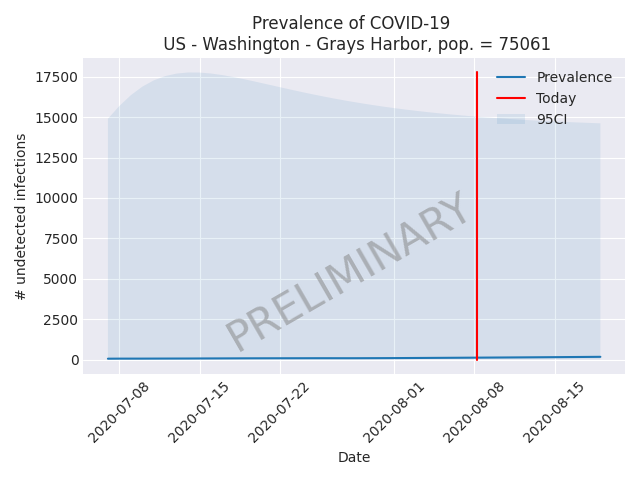 Prevalence of COVID-19
US - Washington - Grays Harbor, pop. = 75061
17500
15000
12500
10000
7500
5000
2500
0
# undetected infections
Prevalence
Today
95CI
PRELIMINARY
2020-07-08
2020-07-15
2020-07-22
2020-08-01
2020-08-08
2020-08-15
Date